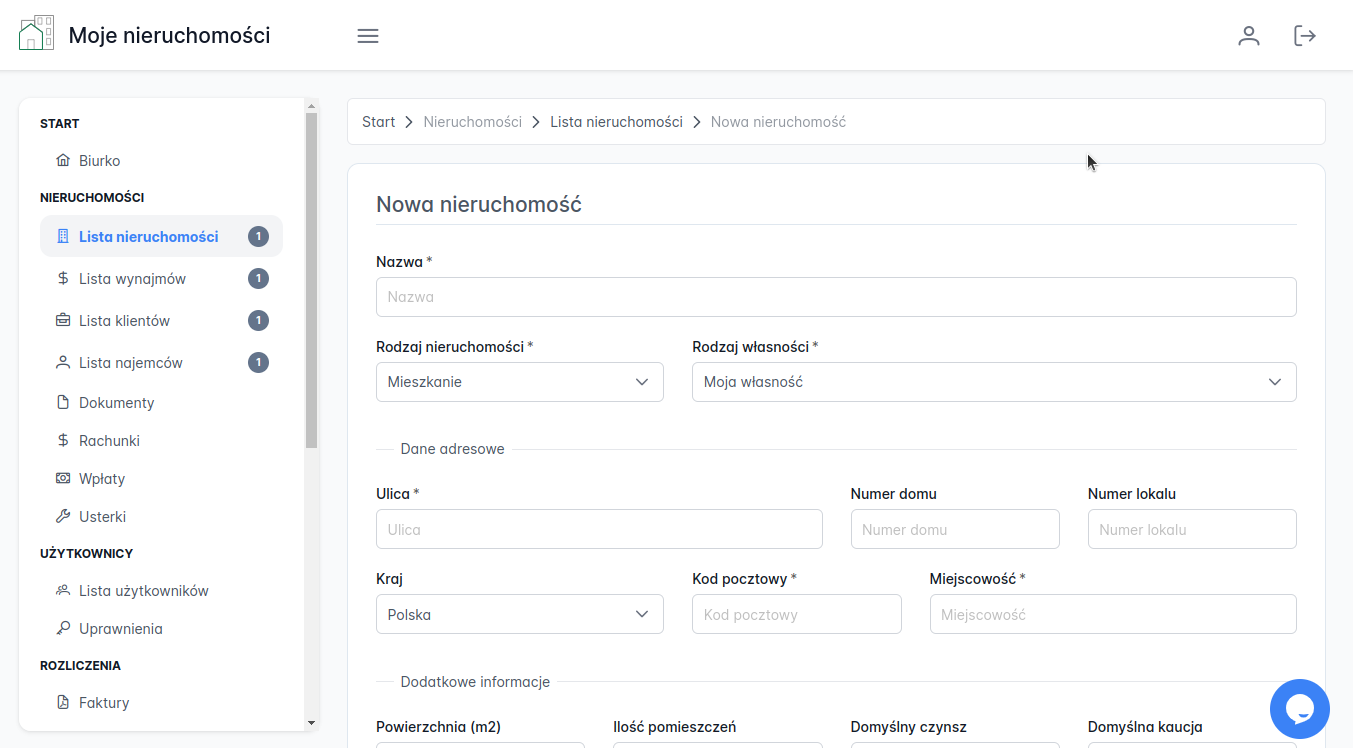 Moje nieruchomości
START
Biurko
NIERUCHOMOŚCI
Lista nieruchomości 1
Lista wynajmów 1
Lista klientów 1
Lista najemców 1
Dokumenty
Rachunki
Wpłaty
Usterki
UŻYTKOWNICY
Lista użytkowników
Uprawnienia
ROZLICZENIA
Faktury
Start > Nieruchomości > Lista nieruchomości > Nowa nieruchomość
Nowa nieruchomość
Nazwa *
Nazwa
Rodzaj nieruchomości * Rodzaj własności *
Mieszkanie Moja własność
Dane adresowe
Ulica * Numer domu Numer lokalu
Ulica Numer domu Numer lokalu
Kraj Kod pocztowy * Miejscowość *
Polska Kod pocztowy Miejscowość
Dodatkowe informacje
Powierzchnia (m2) Ilość pomieszczeń Domyślny czynsz Domyślna kaucja